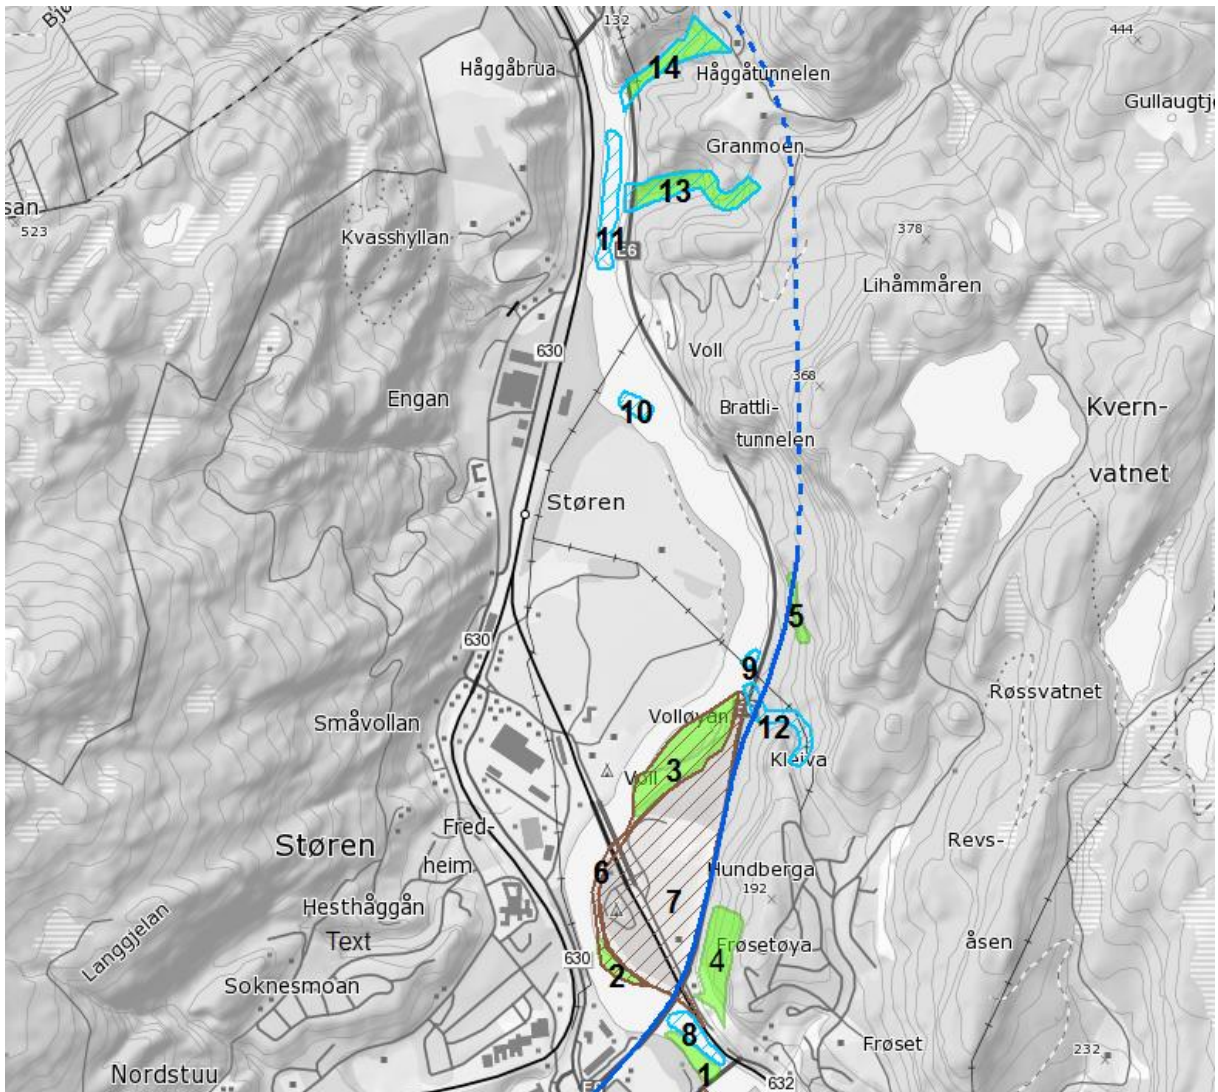 132
444
Håggåbrua
14
Håggåtunnelen
Gullaugtj
Granmoen
13
san
523
Kvasshyllan
11
E6
378
Lihåmmåren
630
Voll
368
Engan
10
Brattli-
tunnelen
Kvern-
vatnet
Støren
5
630
9
Røssvatnet
Småvollan
Volløyan
12
Kleiva
3
Voll
Fred-
heim
Støren
Revs-
6
Hundberga
192
7
Hesthåggån
Langgjelan
Text
Frøsetøya
åsen
630
2
4
Soknesmoan
8
Frøset
232
Nordstuu
1
632